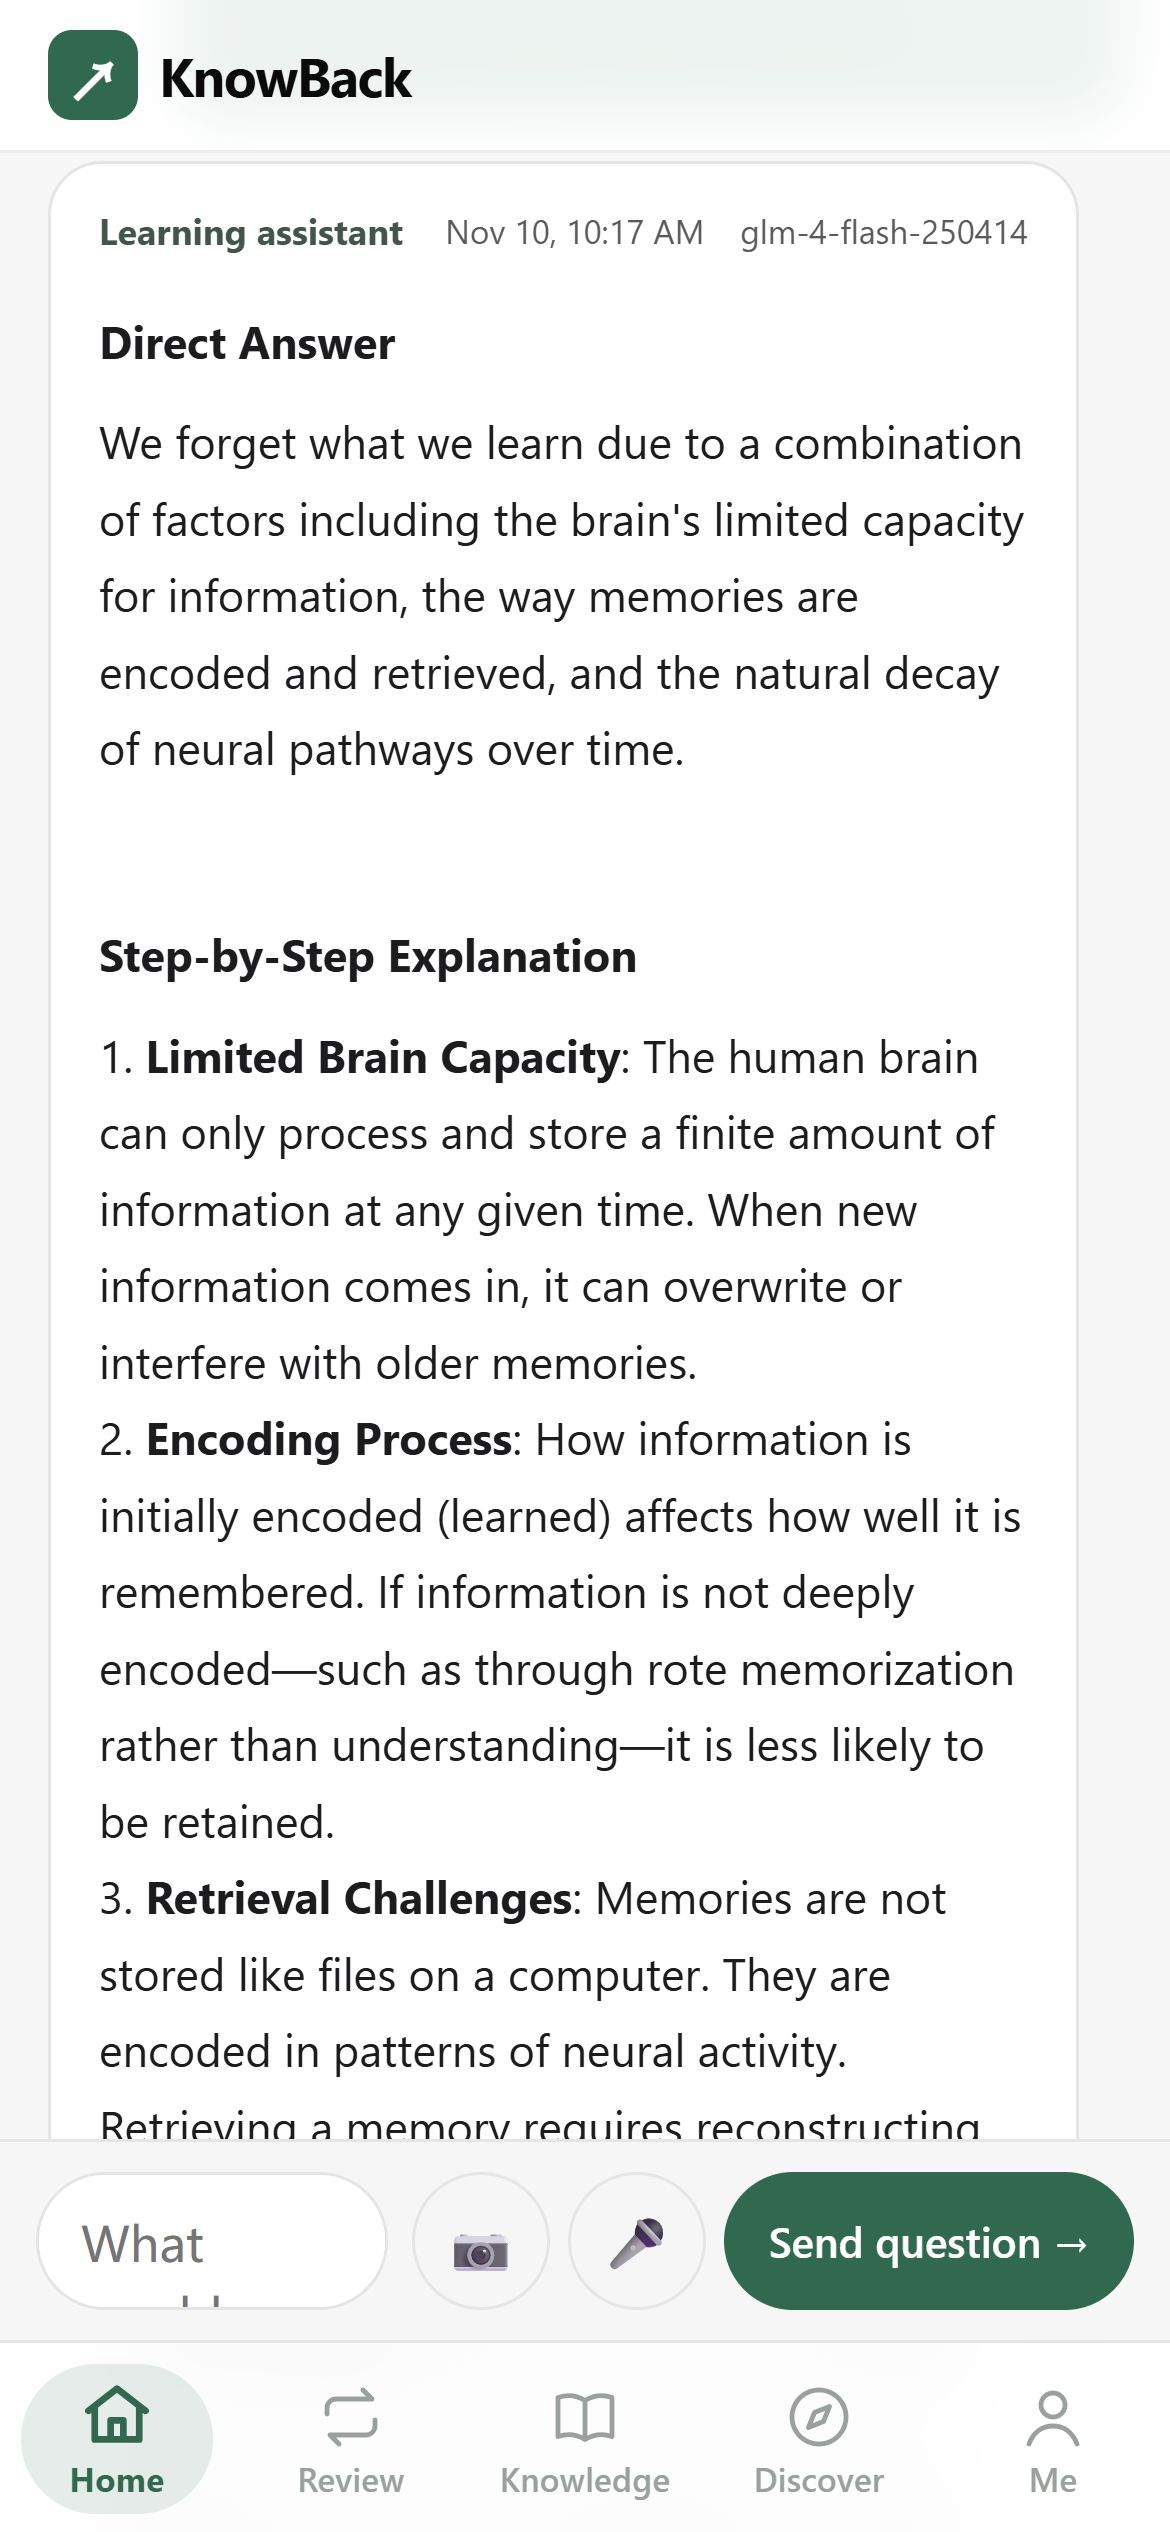 KnowBack
Learning assistant Nov 10, 10:17 AM glm-4-flash-250414
Direct Answer
We forget what we learn due to a combination
of factors including the brain's limited capacity
for information, the way memories are
encoded and retrieved, and the natural decay
of neural pathways over time.
Step-by-Step Explanation
1. Limited Brain Capacity: The human brain
can only process and store a finite amount of
information at any given time. When new
information comes in, it can overwrite or
interfere with older memories.
2. Encoding Process: How information is
initially encoded (learned) affects how well it is
remembered. If information is not deeply
encoded—such as through rote memorization
rather than understanding—it is less likely to
be retained.
3. Retrieval Challenges: Memories are not
stored like files on a computer. They are
encoded in patterns of neural activity.
Retrieving a memory requires reconstructing
What
Send question →
Home Review Knowledge Discover Me